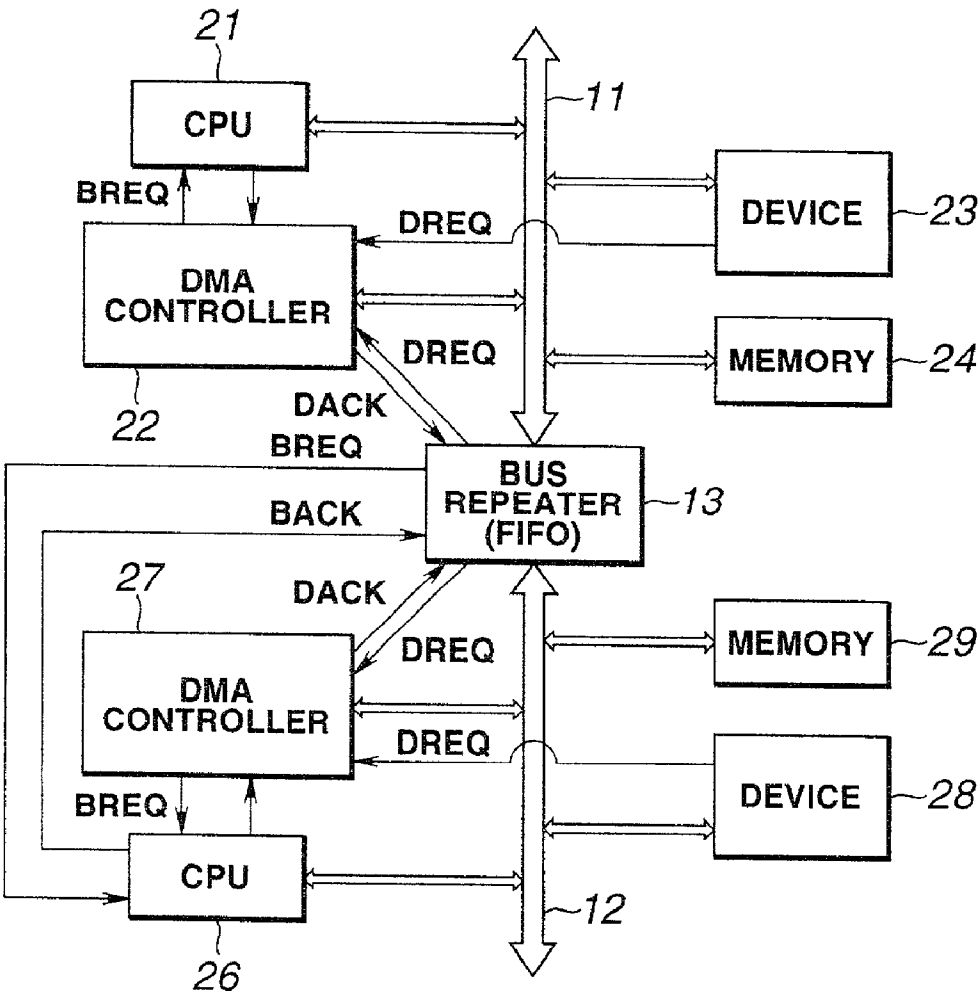 21
CPU
11
BREQ
DREQ
DEVICE
23
DMA
CONTROLLER
DREQ
MEMORY
24
22
DACK
BREQ
BUS
REPEATER
(FIFO)
13
BACK
27
DACK
MEMORY
29
DREQ
DMA
CONTROLLER
DREQ
DEVICE
28
BREQ
CPU
12
26